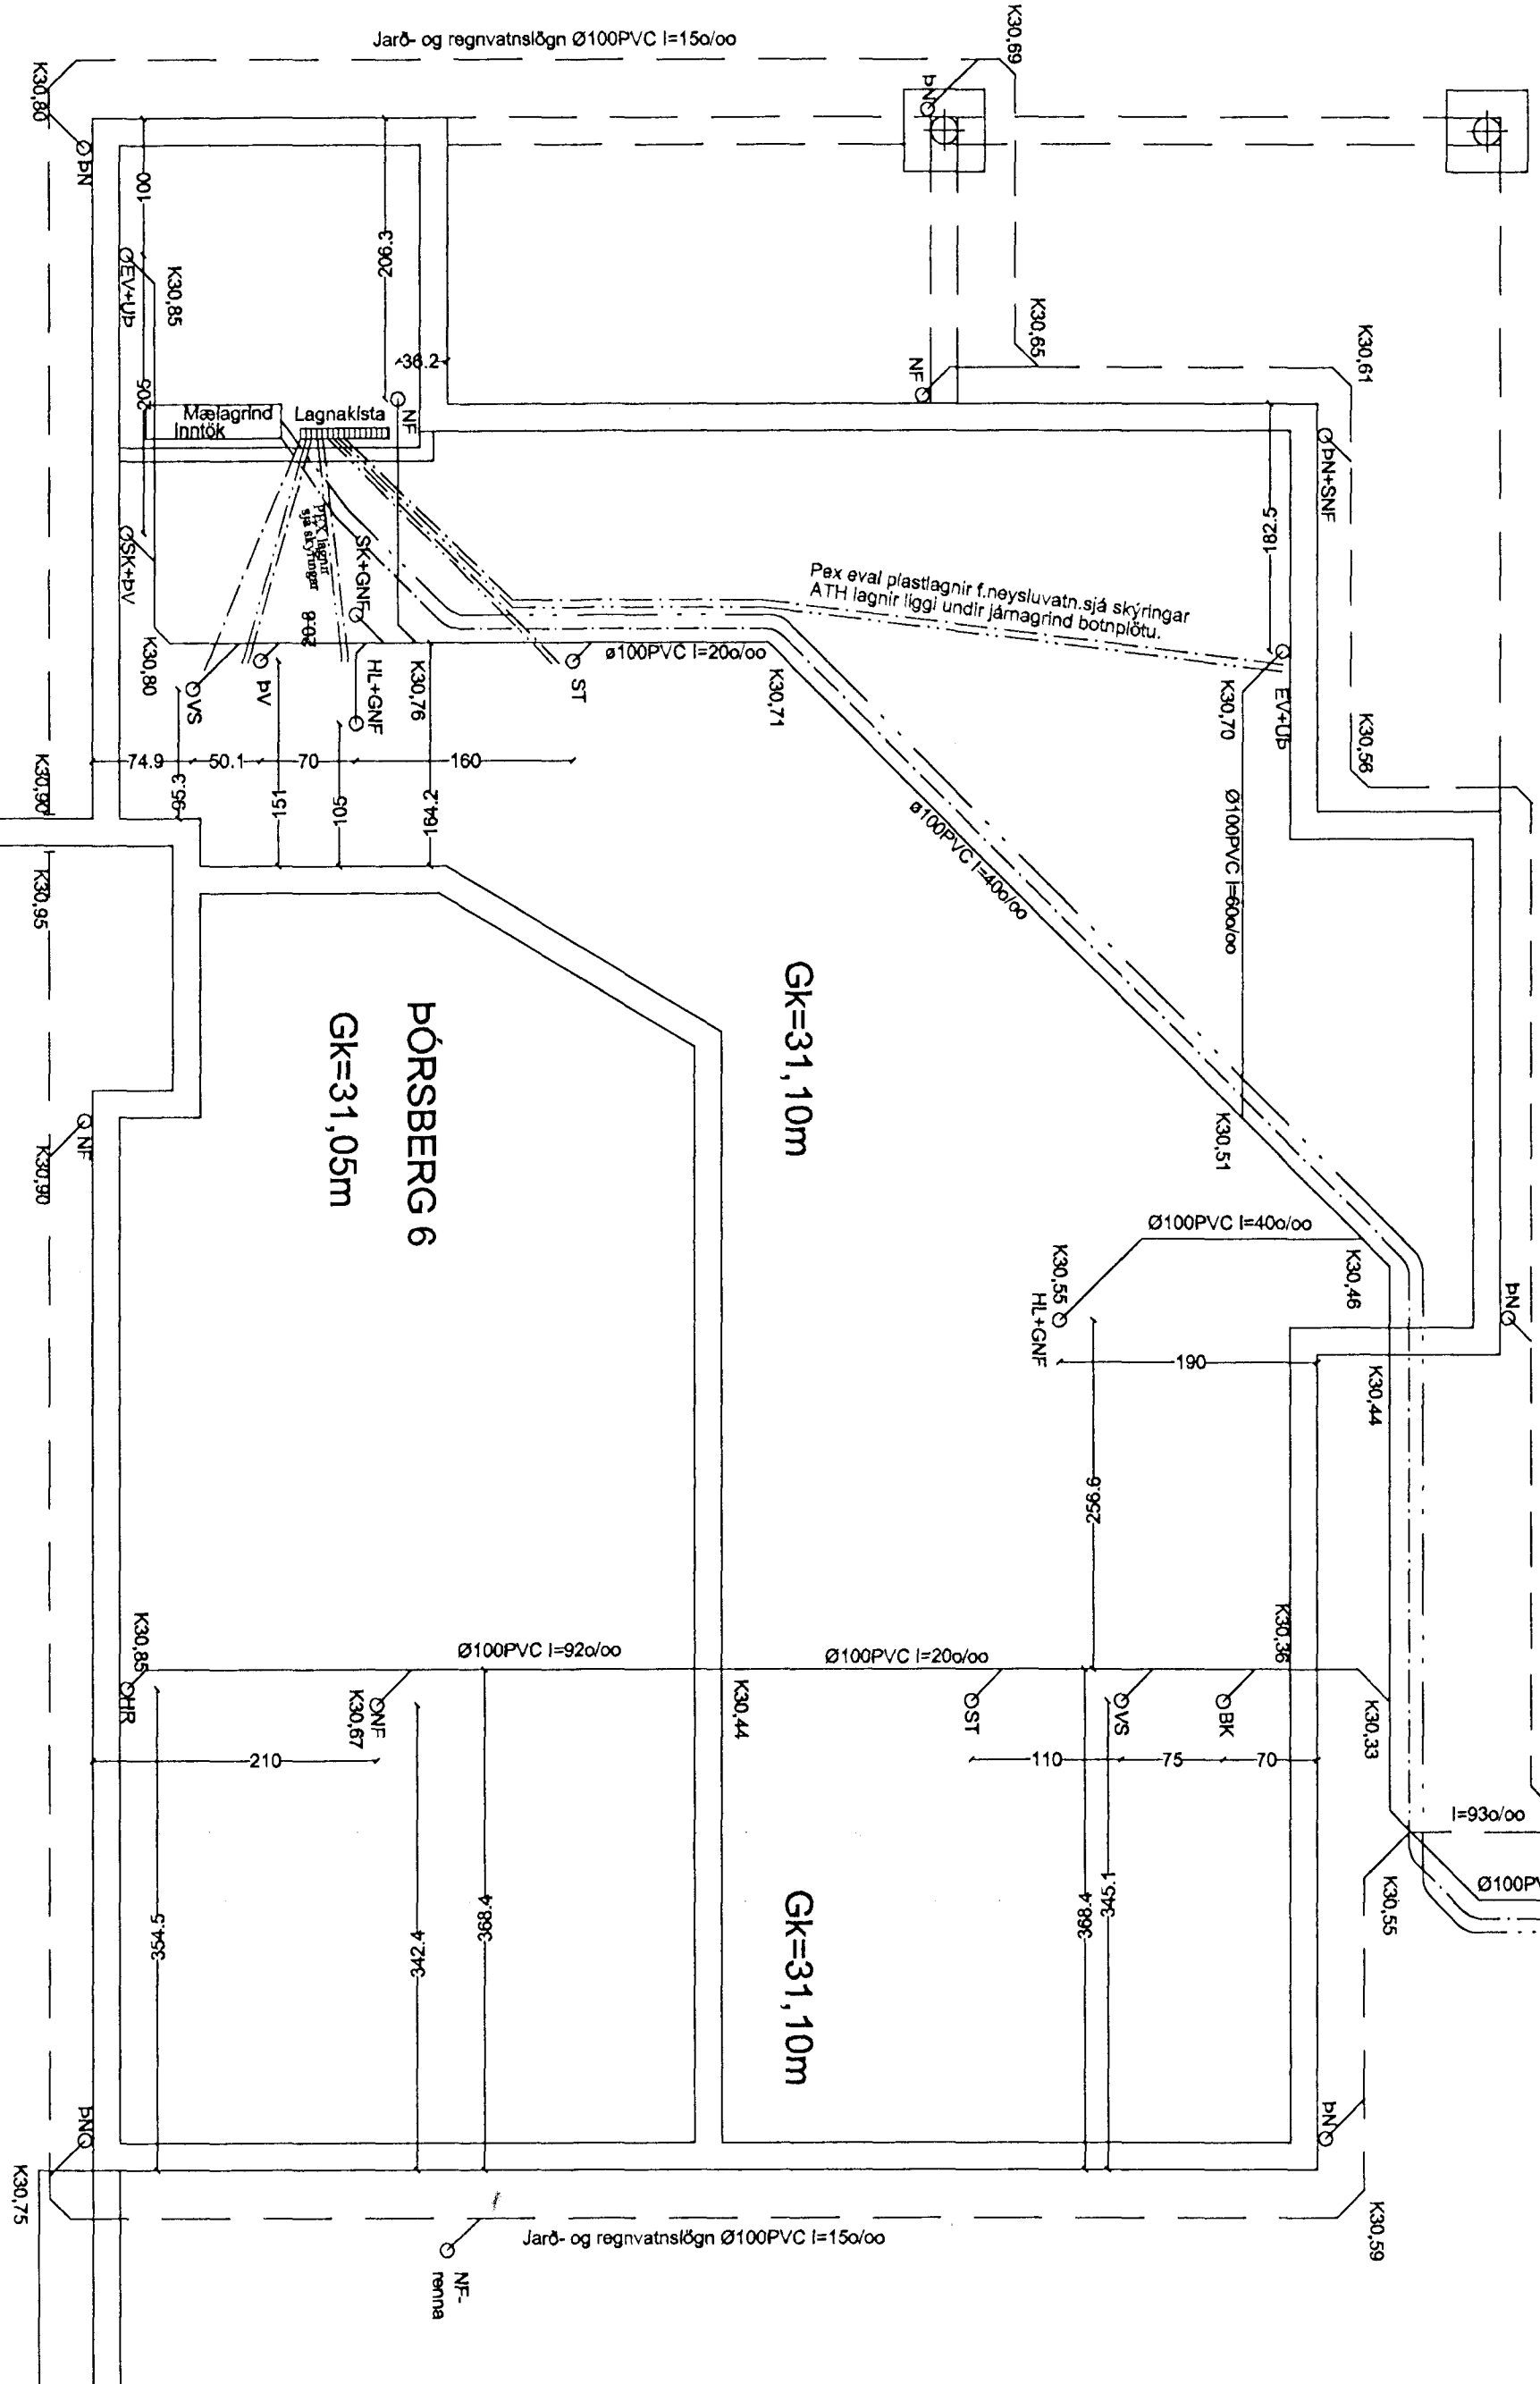 Jarð- og regnvatnslögn Ø100PVC I=15o/oo
K30,69
K30,80
ÞN
ÞN
100
206.3
EV+UÞ
K30,85
K30,65
K30,61
36.2
NF
NF
205
Mælagrind
Inntök
Lagnakista
ÞN+SNF
182.5
PEX lagnir
sjá skýringar
SK+GNF
SK+ÞV
Pex eval plastlagnir f.neysluvatn.sjá skýringar
ATH lagnir liggi undir járnagrind botnplötu.
20.8
K30,80
VS
ÞV
HL+GNF
K30,76
ST
ø100PVC I=20o/oo
K30,71
K30,70
EV+UÞ
K30,56
74.9
50.1
70
160
K30,90
95.3
151
105
164.2
ø100PVC I=40o/oo
Ø100PVC I=60o/oo
K30,95
Gk=31,10m
ÞÓRSBERG 6
Gk=31,05m
NF
K30,90
K30,51
Ø100PVC I=40o/oo
K30,46
K30,55
HL+GNF
ÞN
190
K30,44
256.6
K30,85
HR
Ø100PVC I=92o/oo
Ø100PVC I=20o/oo
K30,36
NF
K30,67
K30,44
ST
VS
BK
K30,33
210
110
75
70
I=93o/oo
354.5
342.4
368.4
368.4
345.1
K30,55
Gk=31,10m
ÞN
ÞN
K30,75
Jarð- og regnvatnslögn Ø100PVC I=15o/oo
K30,59
NF-
renna